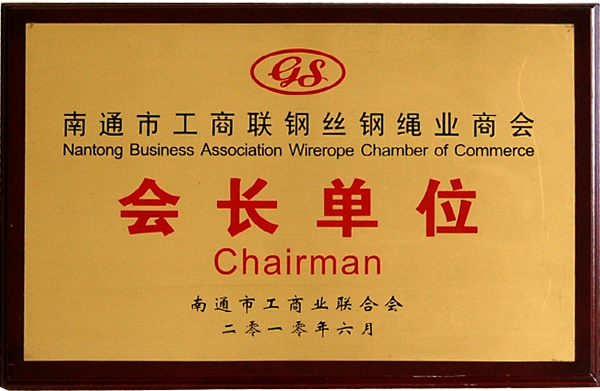 GS
南通市工商联钢丝钢绳业商会
Nantong Business Association Wirerope Chamber of Commerce
会长单位
Chairman
南通市工商业联合会
二零一零年六月